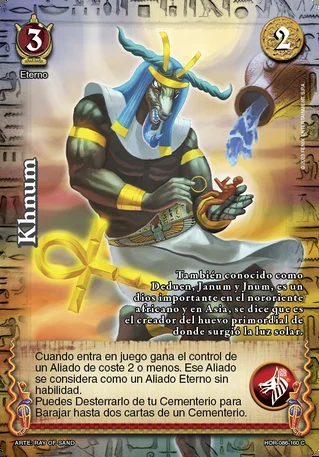 3
2
Eterno
Khnum
También conocido como
Deduen, Janum y Jnum, es un
dios importante en el nororiente
africano y en Asia, se dice que es
el creador del huevo primordial de
donde surgió la luz solar.
Cuando entra en juego gana el control de
un Aliado de coste 2 o menos. Ese Aliado
se considera como un Aliado Eterno sin
habilidad.
Puedes Desterrarlo de tu Cementerio para
Barajar hasta dos cartas de un Cementerio.
ARTE: RAY OF SAND
HOR-086-160 C